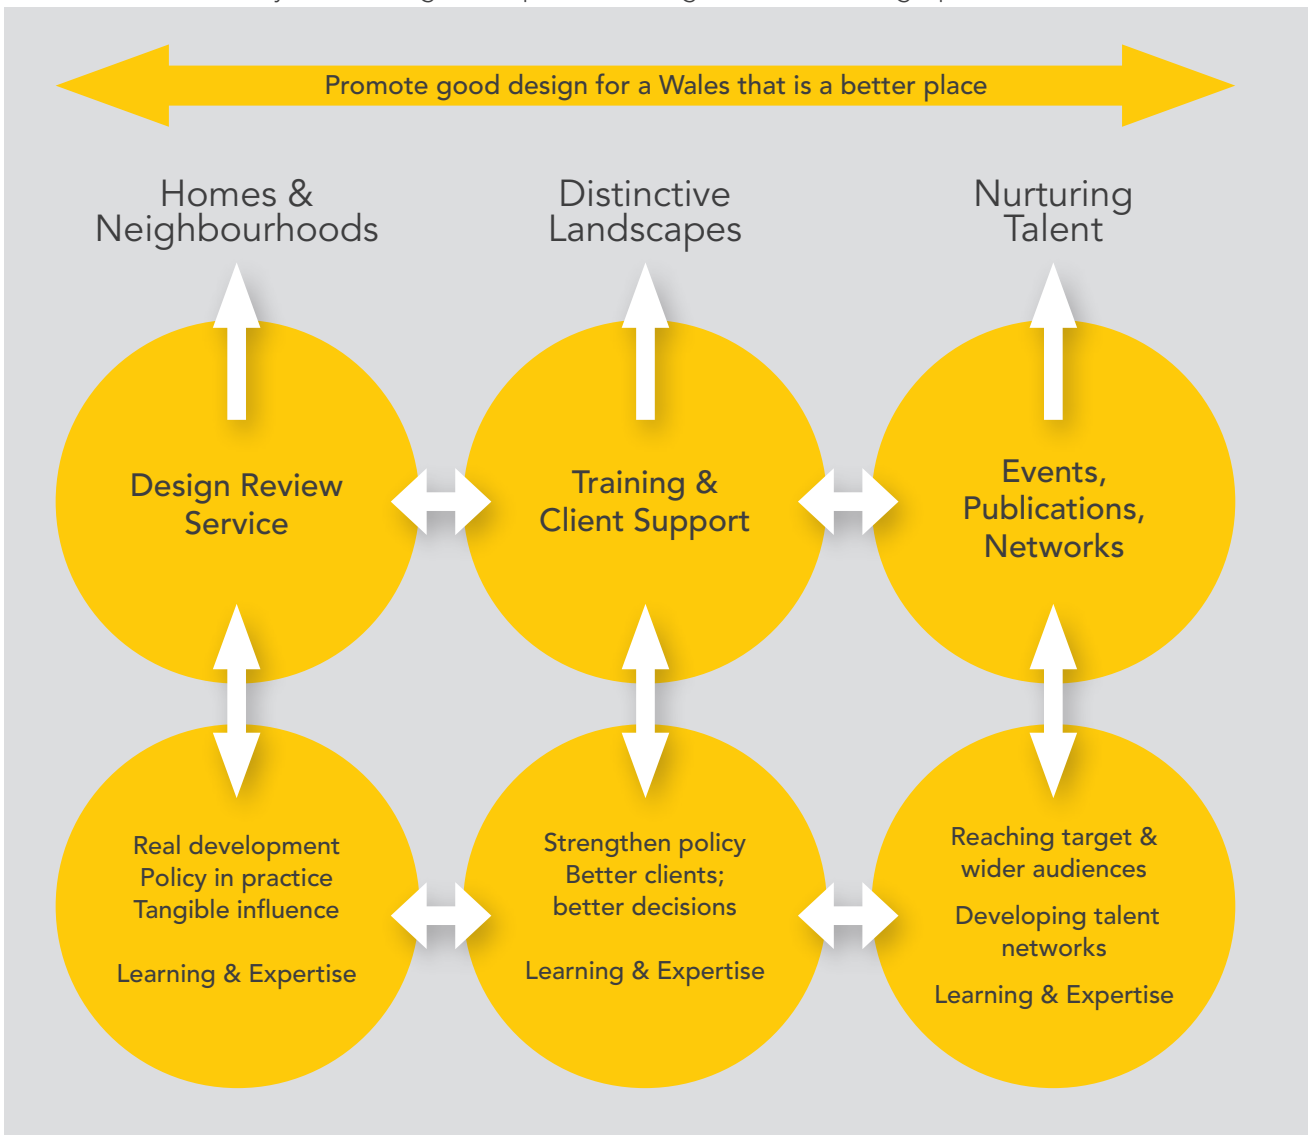 Promote good design for a Wales that is a better place
Homes &
Neighbourhoods
Distinctive
Landscapes
Nurturing
Talent
Design Review
Service
Training &
Client Support
Events,
Publications,
Networks
Real development
Policy in practice
Tangible influence
Learning & Expertise
Strengthen policy
Better clients;
better decisions
Learning & Expertise
Reaching target &
wider audiences
Developing talent
networks
Learning & Expertise